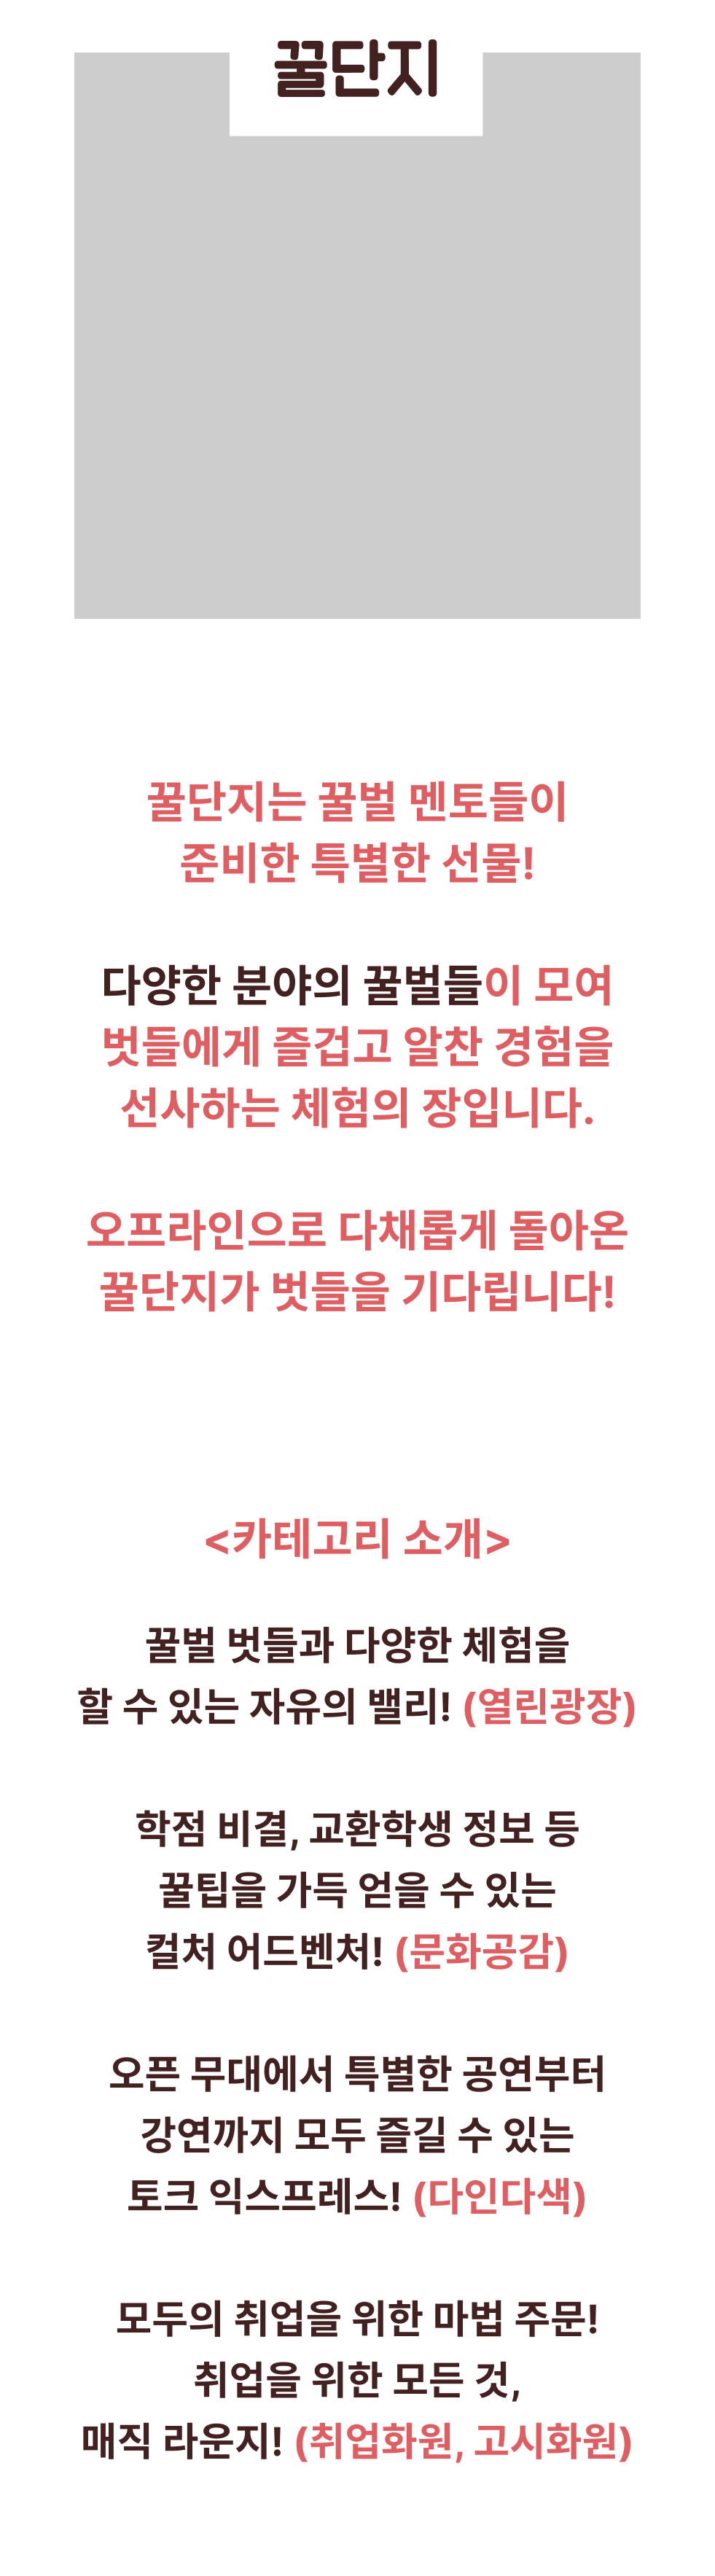 꿀단지
꿀단지는 꿀벌 멘토들이
준비한 특별한 선물!
다양한 분야의 꿀벌들이 모여
벗들에게 즐겁고 알찬 경험을
선사하는 체험의 장입니다.
오프라인으로 다채롭게 돌아온
꿀단지가 벗들을 기다립니다!
<카테고리 소개>
꿀벌 벗들과 다양한 체험을
할 수 있는 자유의 밸리! (열린광장)
학점 비결, 교환학생 정보 등
꿀팁을 가득 얻을 수 있는
컬처 어드벤처! (문화공감)
오픈 무대에서 특별한 공연부터
강연까지 모두 즐길 수 있는
토크 익스프레스! (다인다색)
모두의 취업을 위한 마법 주문!
취업을 위한 모든 것,
매직 라운지! (취업화원, 고시화원)